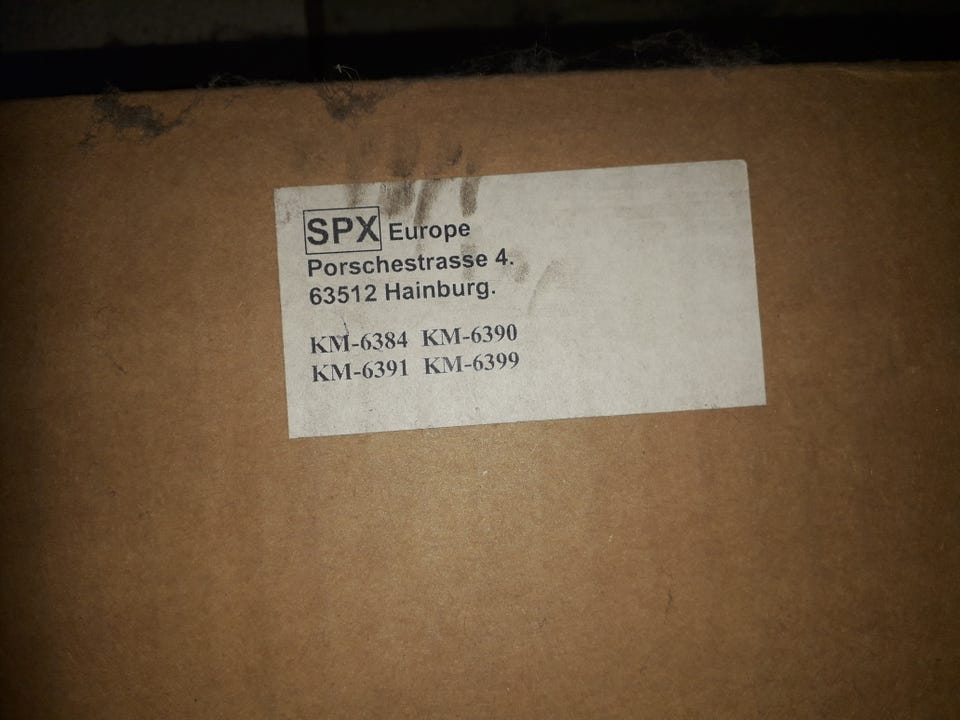 SPX Europe
Porschestrasse 4.
63512 Hainburg.
KM-6384 KM-6390
KM-6391 KM-6399